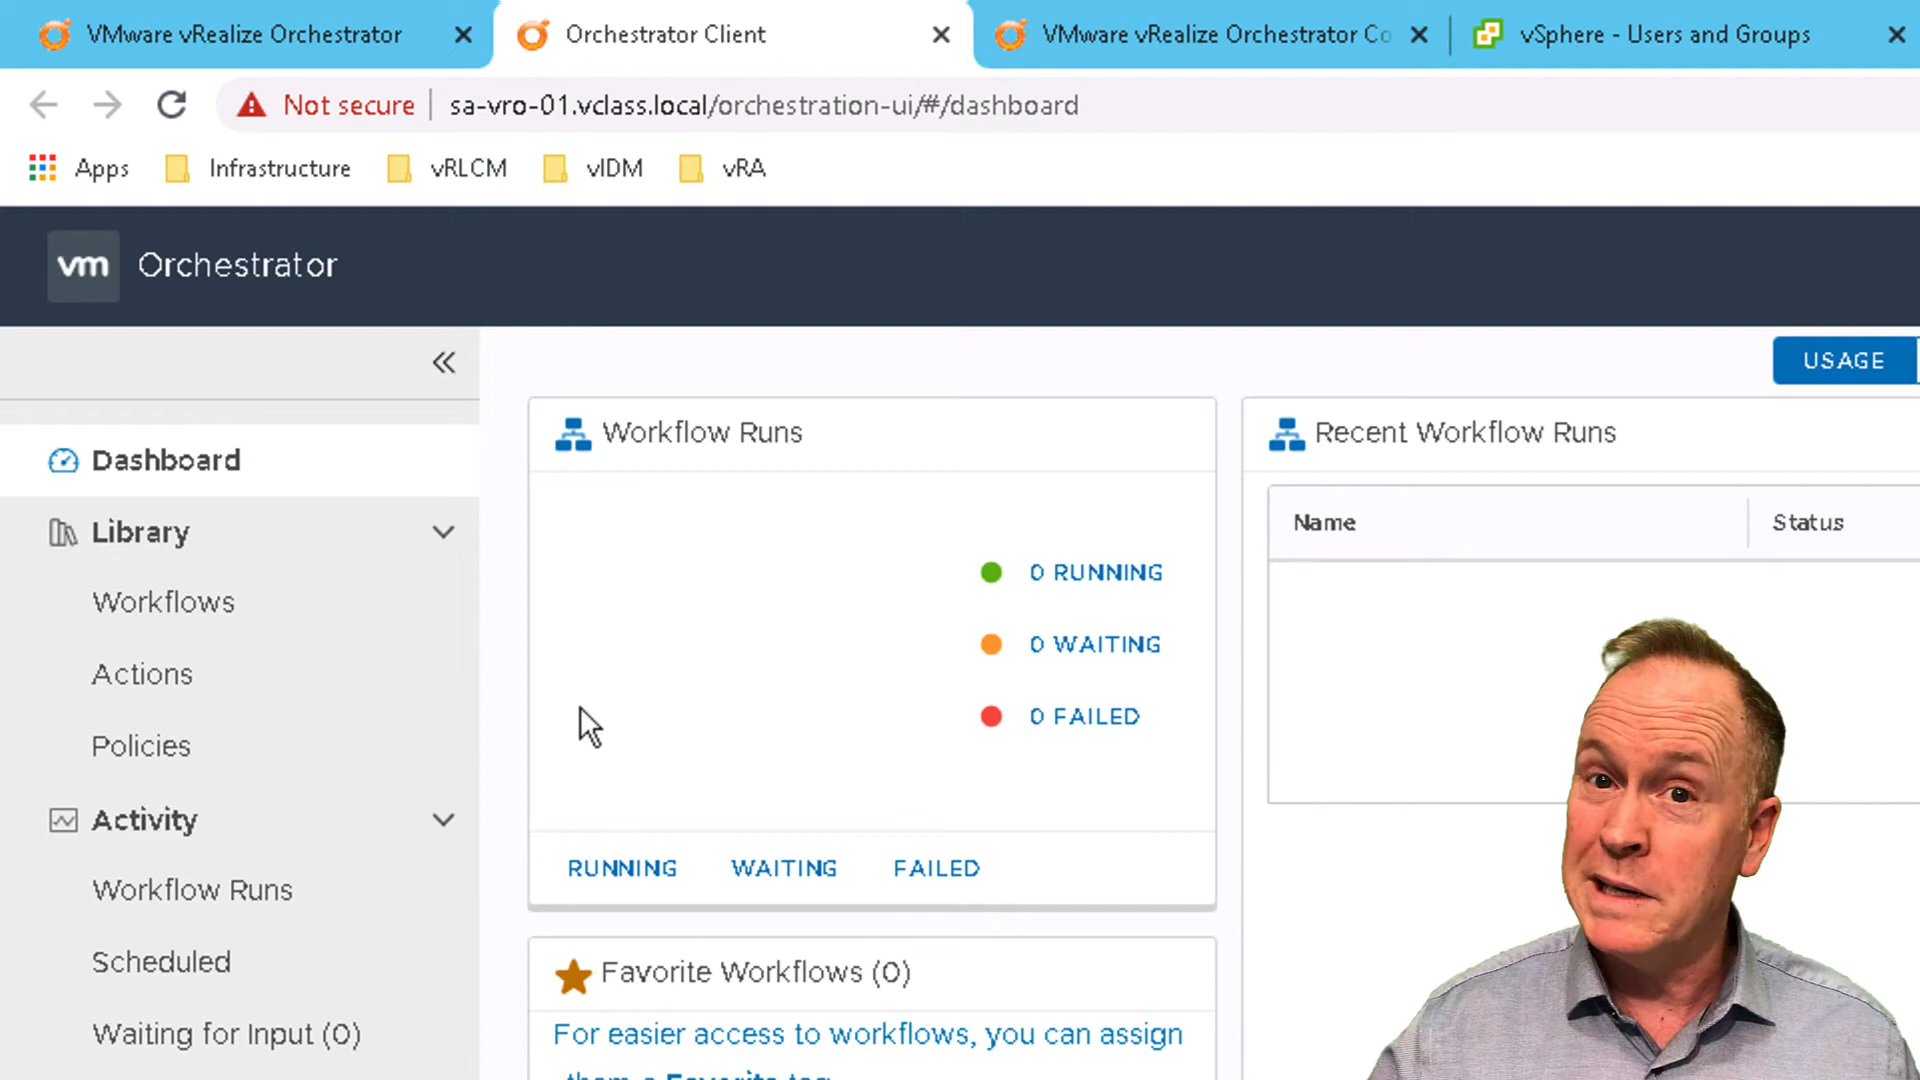 VMware vRealize Orchestrator
Orchestrator Client
VMware vRealize Orchestrator Co
vSphere - Users and Groups
Not secure
sa-vro-01.vclass.local/orchestration-ui/#/dashboard
Apps
Infrastructure
vRLCM
vIDM
vRA
vm
Orchestrator
USAGE
Dashboard
Library
Workflows
Actions
Policies
Activity
Workflow Runs
Scheduled
Waiting for Input (0)
Workflow Runs
0 RUNNING
0 WAITING
0 FAILED
RUNNING
WAITING
FAILED
Favorite Workflows (0)
For easier access to workflows, you can assign
them a Favorite tag
Recent Workflow Runs
Name
Status